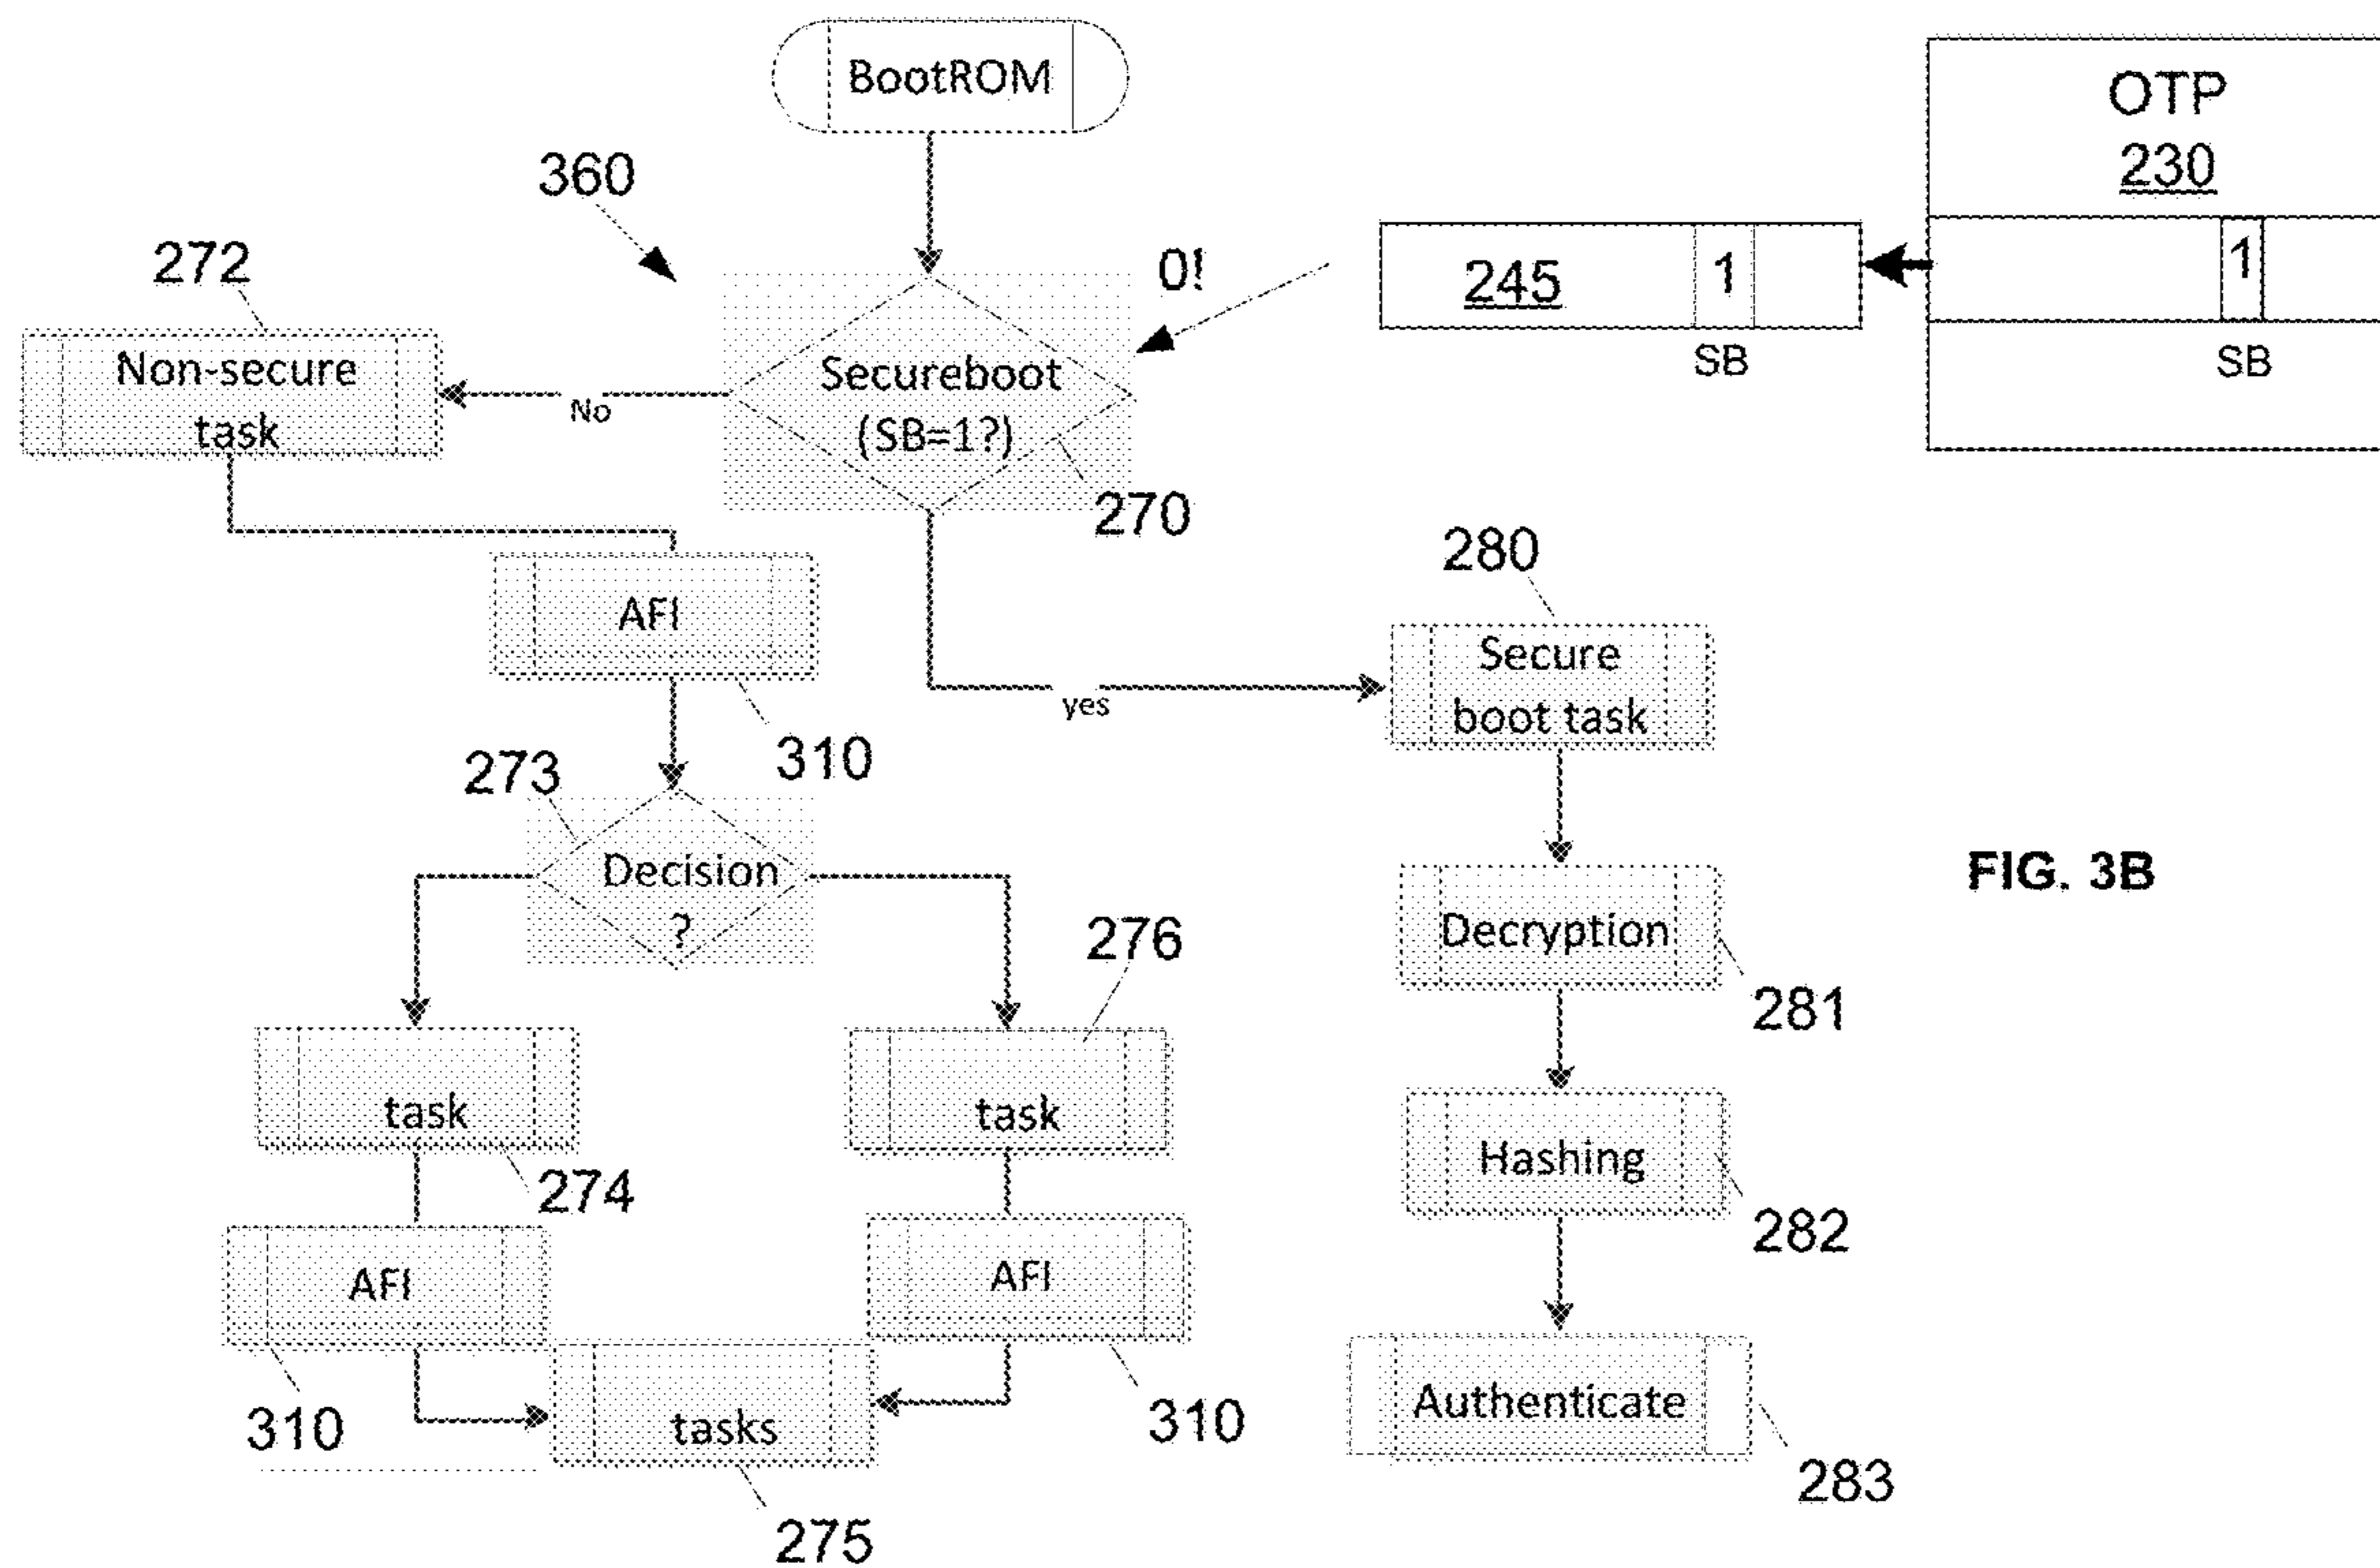 BootROM
OTP
230
360
272
0!
245
1
1
SB
SB
Non-secure
task
No
Secureboot
(SB=1?)
270
280
AFI
Secure
boot task
yes
310
273
Decision
?
FIG. 3B
276
Decryption
281
task
task
274
Hashing
282
AFI
AFI
310
310
tasks
Authenticate
283
275